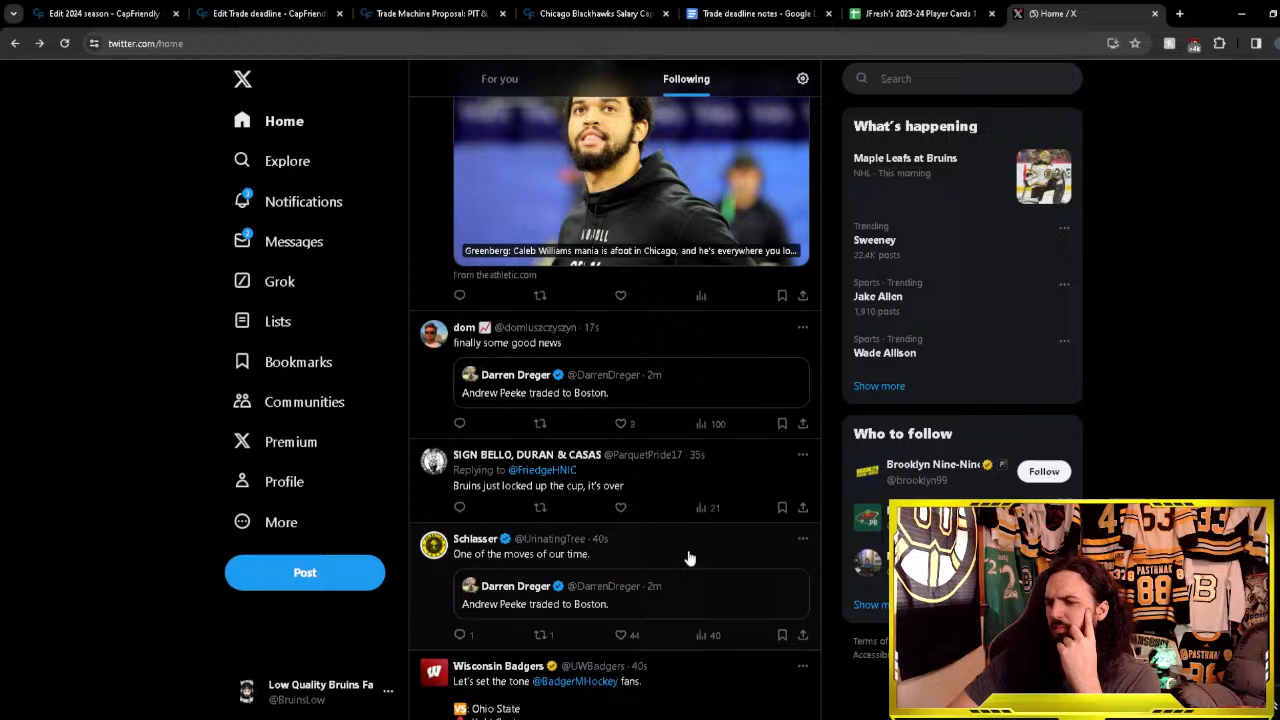 Edit 2024 season - CapFriendly
Edit Trade deadline - CapFriend
Trade Machine Proposal: PIT &
Chicago Blackhawks Salary Cap
Trade deadline notes - Google
JFresh's 2023-24 Player Cards
(5) Home / X
twitter.com/home
For you
Following
Search
Home
Explore
3
Notifications
2
Messages
Grok
Lists
Bookmarks
Communities
Premium
Profile
More
Post
Low Quality Bruins Fa
@BruinsLow
Greenberg: Caleb Williams mania is afoot in Chicago, and he's everywhere you lo...
From theathletic.com
dom @domluszczyszyn · 17s
finally some good news
Darren Dreger @DarrenDreger · 2m
Andrew Peeke traded to Boston.
3
100
SIGN BELLO, DURAN & CASAS @ParquetPride17 · 35s
Replying to @FriedgeHNIC
Bruins just locked up the cup, it's over
21
Schlasser @UrinatingTree · 40s
One of the moves of our time.
Darren Dreger @DarrenDreger · 2m
Andrew Peeke traded to Boston.
1
1
44
40
Wisconsin Badgers @UWBadgers · 40s
Let's set the tone @BadgerMHockey fans.
VS: Ohio State
What's happening
Maple Leafs at Bruins
NHL · This morning
Trending
Sweeney
22.4K posts
Sports · Trending
Jake Allen
1,910 posts
Sports · Trending
Wade Allison
Show more
Who to follow
Brooklyn Nine-Nine
@brooklyn99
Follow
Show m
Terms of
Accessibi
53
33
PASTRNAK
88
B